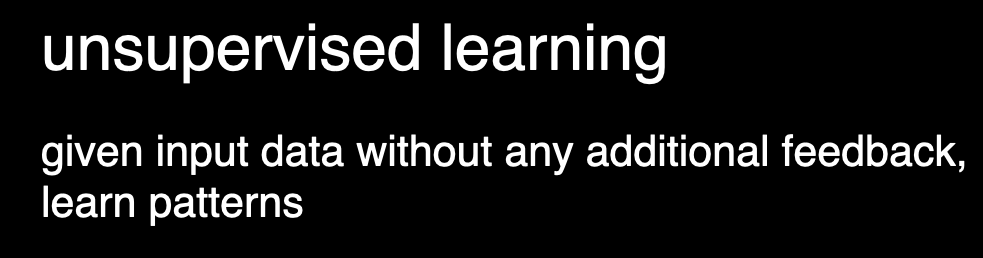 unsupervised learning
given input data without any additional feedback,
learn patterns